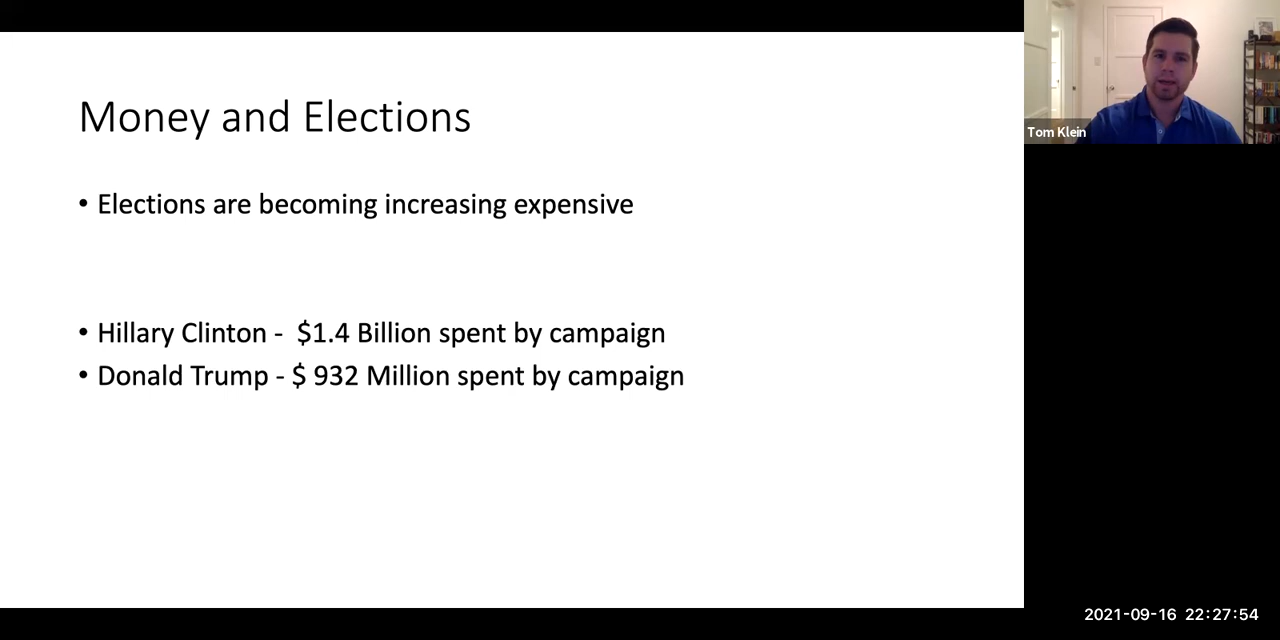 Money and Elections
• Elections are becoming increasing expensive
• Hillary Clinton -  $1.4 Billion spent by campaign
• Donald Trump - $ 932 Million spent by campaign
Tom Klein
2021-09-16 22:27:54